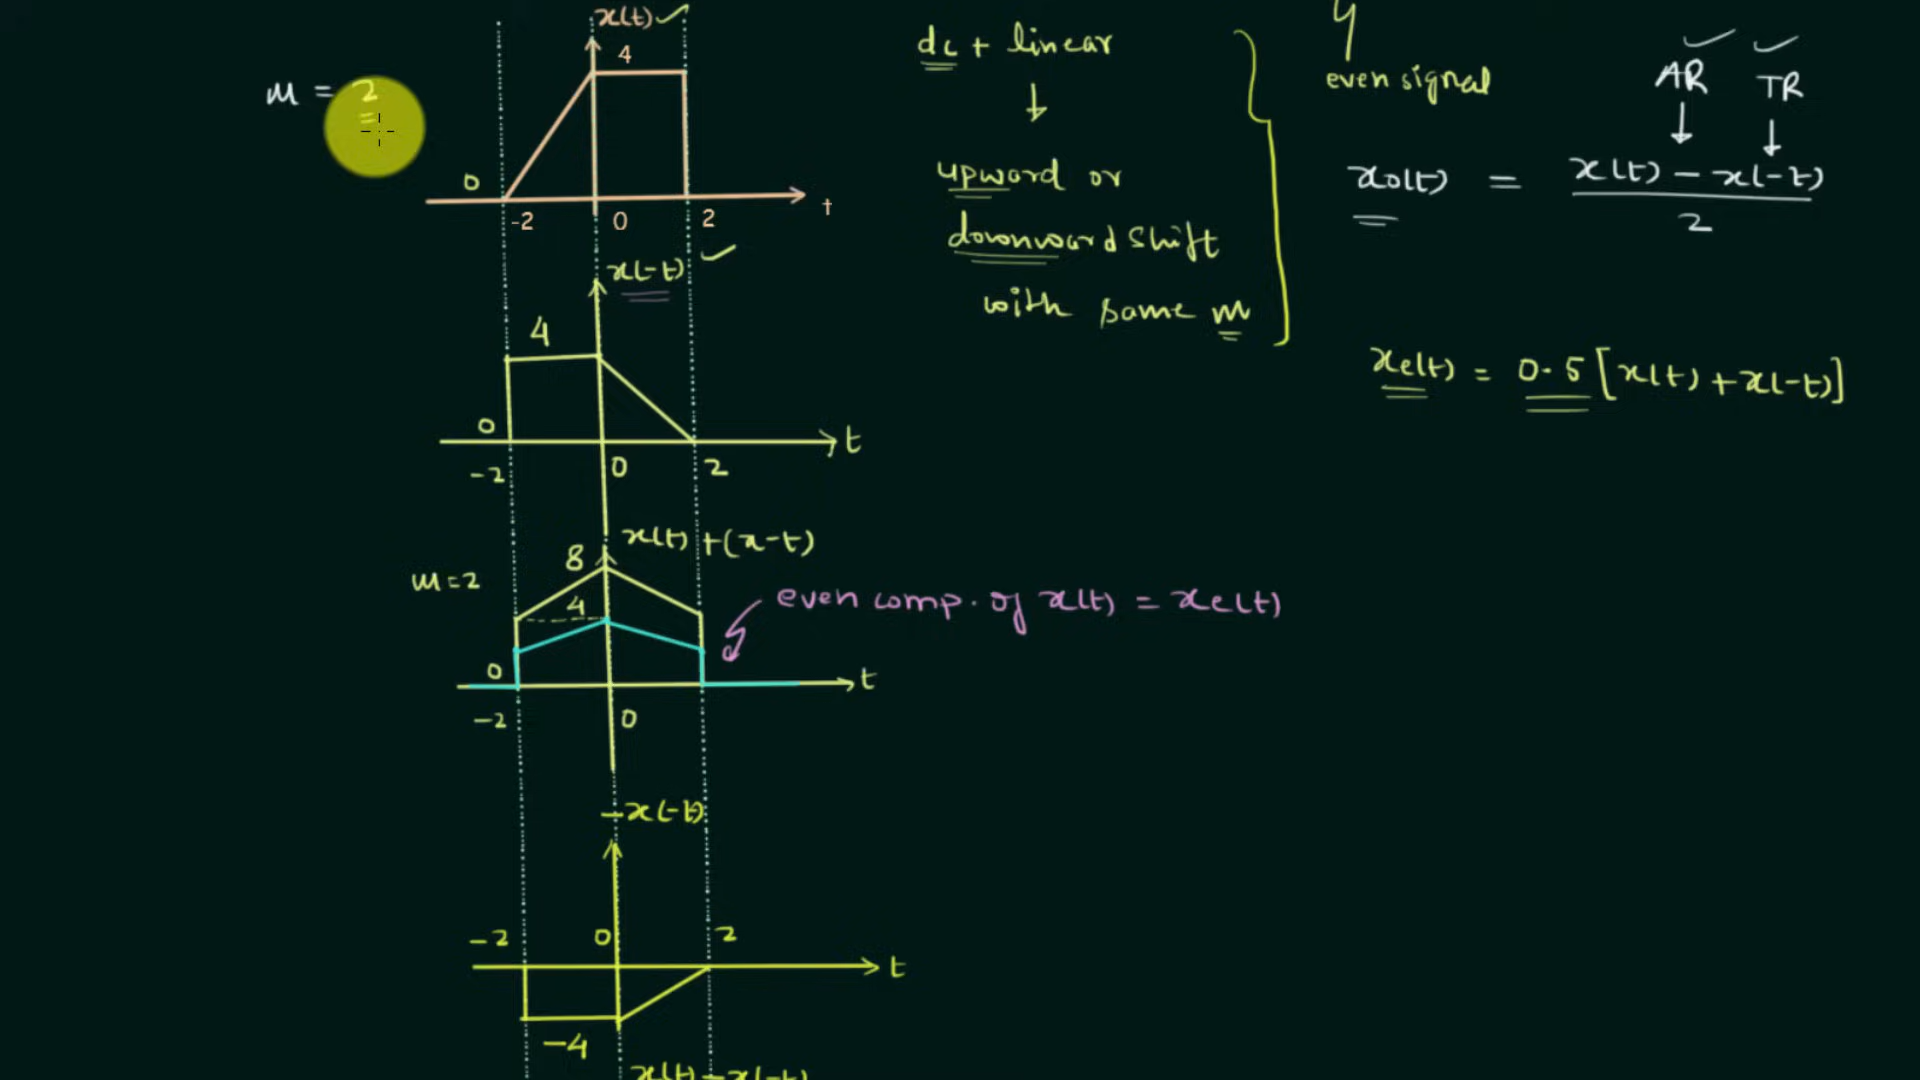 x(t)
4
m = 2
0
-2 0 2 t
x(-t)
4
0
-2 0 2 t
x(t) + (x-t)
8
m=2
4
0
-2 0 t
even comp. of x(t) = xe(t)
-x(-t)
-2 0 2
t
-4
x(t) - x(-t)
dc + linear
↓
upward or
downward shift
with same m
even signal
AR TR
↓ ↓
xo(t) = x(t) - x(-t)
2
xe(t) = 0.5 [x(t) + x(-t)]